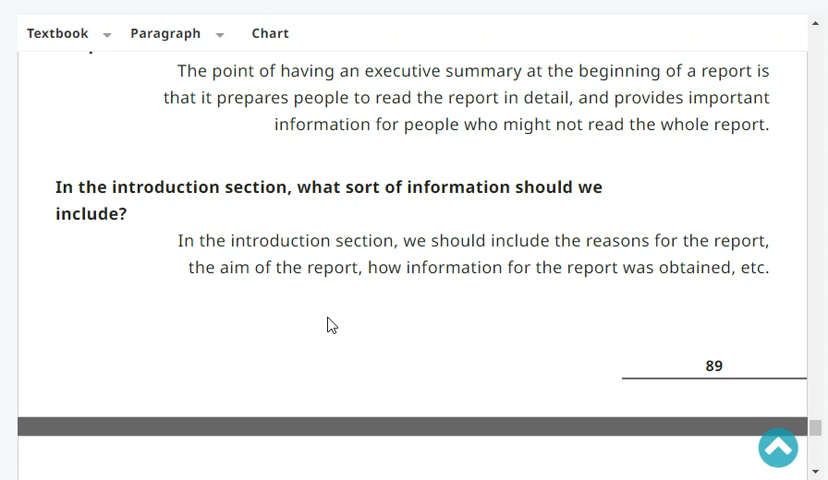 Textbook Paragraph Chart
The point of having an executive summary at the beginning of a report is
that it prepares people to read the report in detail, and provides important
information for people who might not read the whole report.
In the introduction section, what sort of information should we
include?
In the introduction section, we should include the reasons for the report,
the aim of the report, how information for the report was obtained, etc.
89